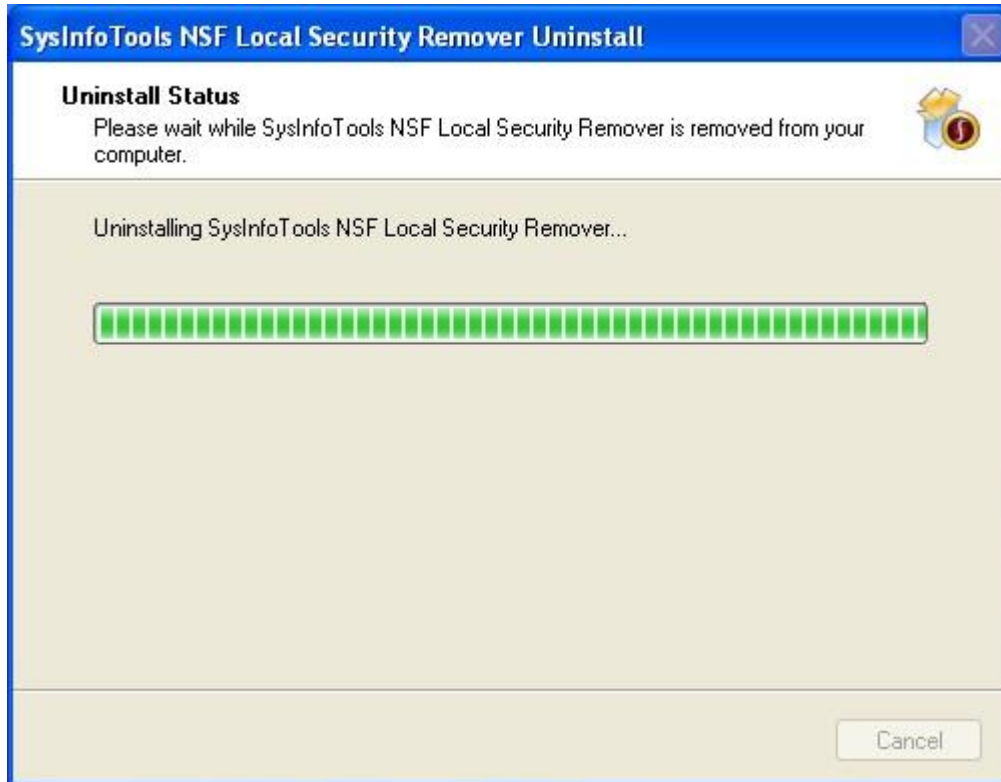 SysInfoTools NSF Local Security Remover Uninstall
Uninstall Status
Please wait while SysInfoTools NSF Local Security Remover is removed from your
computer.
Uninstalling SysInfoTools NSF Local Security Remover...
Cancel